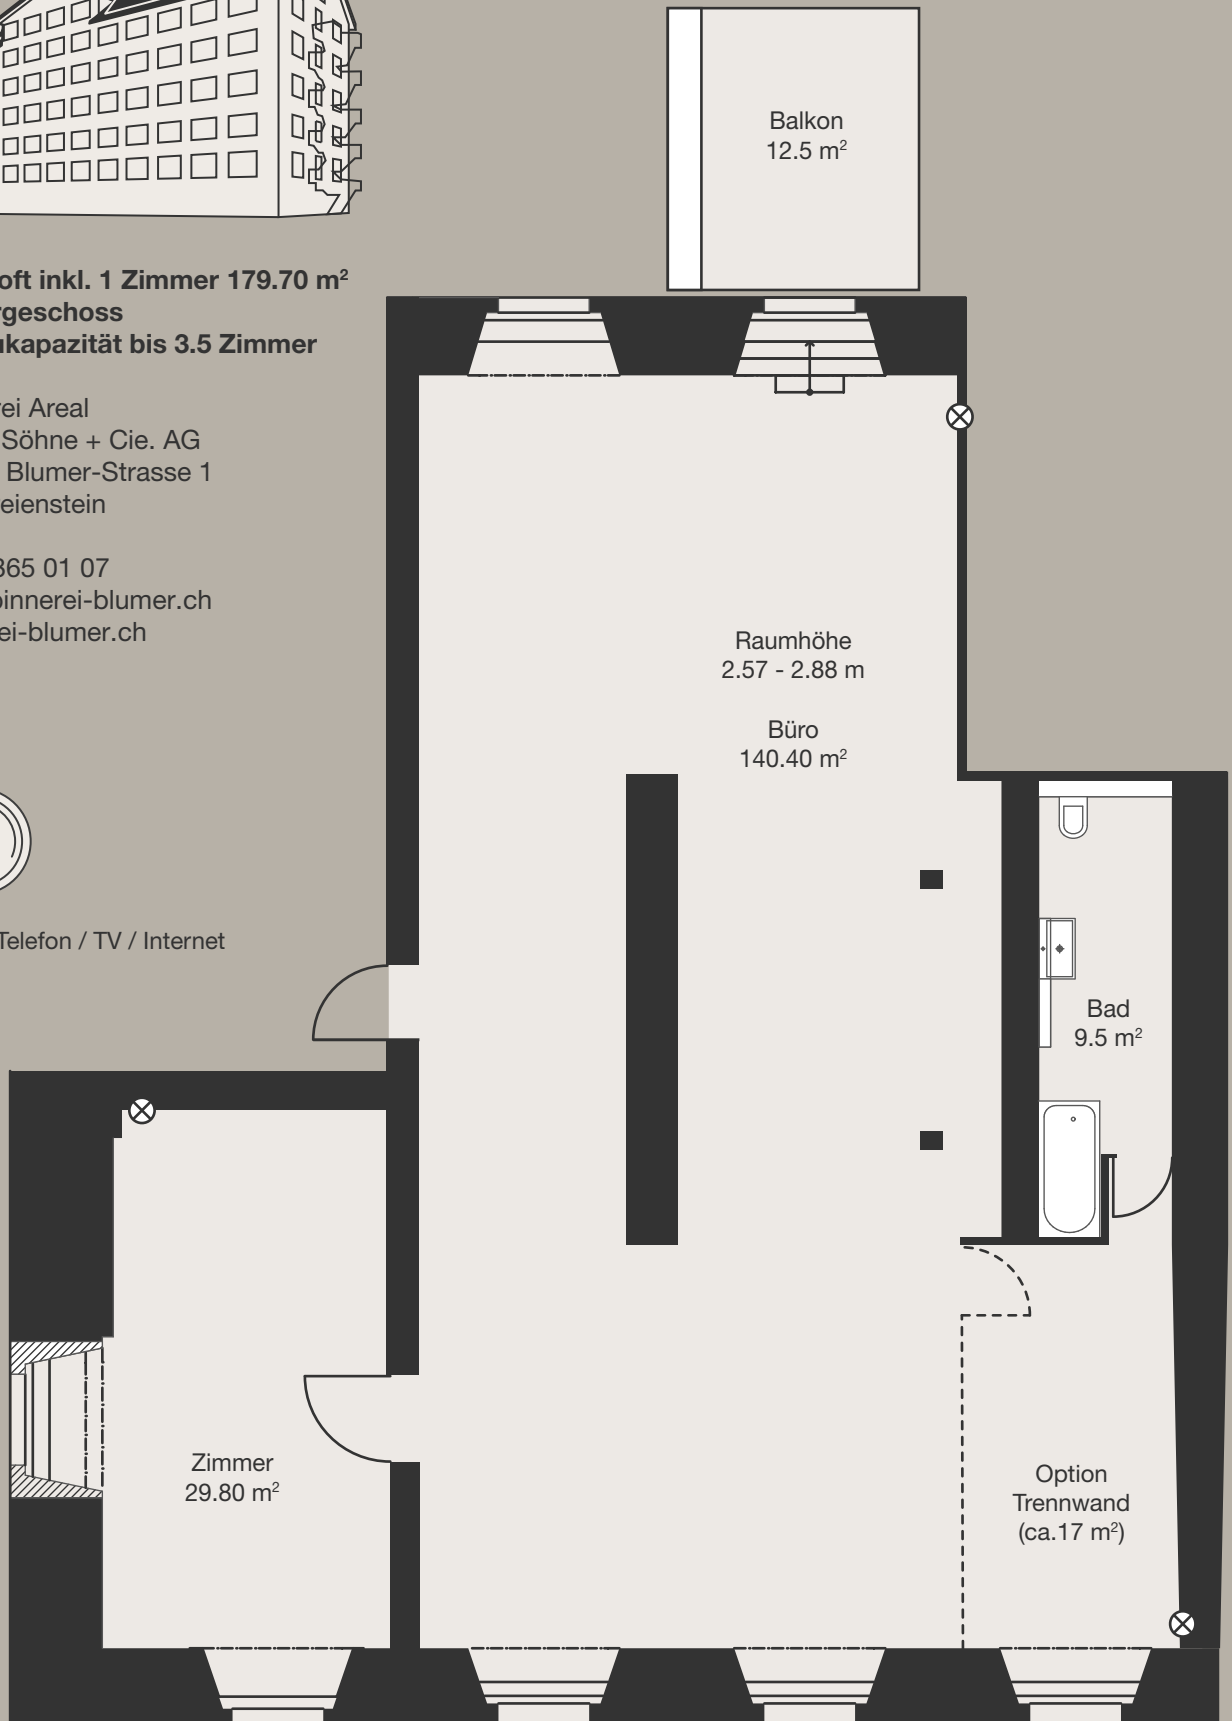 Balkon
12.5 m²
oft inkl. 1 Zimmer 179.70 m²
rgeschoss
ukapazität bis 3.5 Zimmer
rei Areal
Söhne + Cie. AG
Blumer-Strasse 1
eienstein
365 01 07
pinnerei-blumer.ch
ei-blumer.ch
Raumhöhe
2.57 - 2.88 m
Büro
140.40 m²
Telefon / TV / Internet
Bad
9.5 m²
Zimmer
29.80 m²
Option
Trennwand
(ca.17 m²)